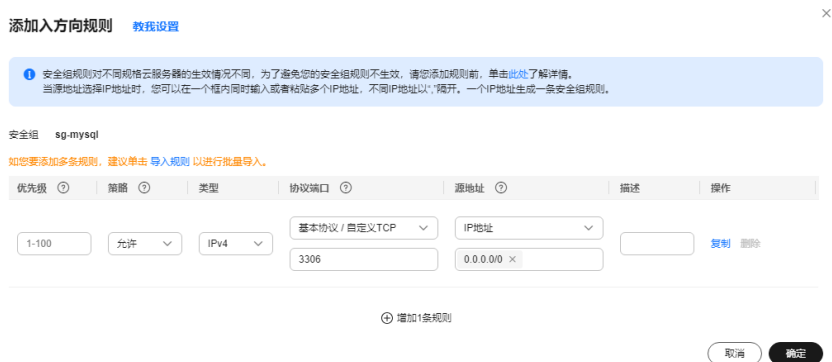 添加入方向规则 教我设置
安全组规则对不同规格云服务器的生效情况不同，为了避免您的安全组规则不生效，请您添加规则前，单击此处了解详情。
当源地址选择IP地址时，您可以在一个框内同时输入或者粘贴多个IP地址，不同IP地址以“,”隔开。一个IP地址生成一条安全组规则。
安全组 sg-mysql
如您要添加多条规则，建议单击 导入规则 以进行批量导入。
优先级 策略 类型 协议端口 源地址 描述 操作
基本协议 / 自定义TCP IP地址
1-100 允许 IPv4 复制 删除
3306 0.0.0.0/0 ×
增加1条规则
取消 确定